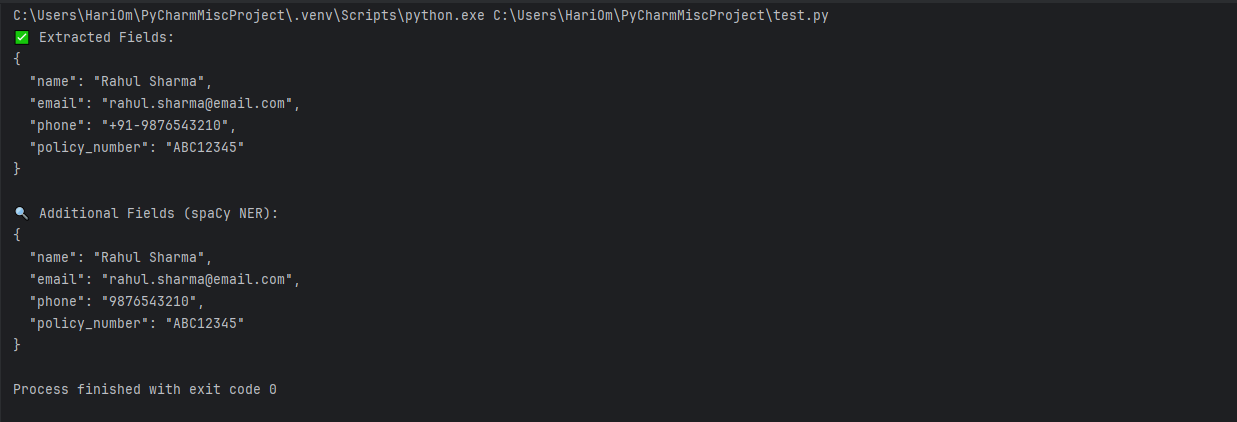 C:\Users\HariOm\PyCharmMiscProject\.venv\Scripts\python.exe C:\Users\HariOm\PyCharmMiscProject\test.py
✅ Extracted Fields:
{
  "name": "Rahul Sharma",
  "email": "rahul.sharma@email.com",
  "phone": "+91-9876543210",
  "policy_number": "ABC12345"
}
🔍 Additional Fields (spaCy NER):
{
  "name": "Rahul Sharma",
  "email": "rahul.sharma@email.com",
  "phone": "9876543210",
  "policy_number": "ABC12345"
}
Process finished with exit code 0